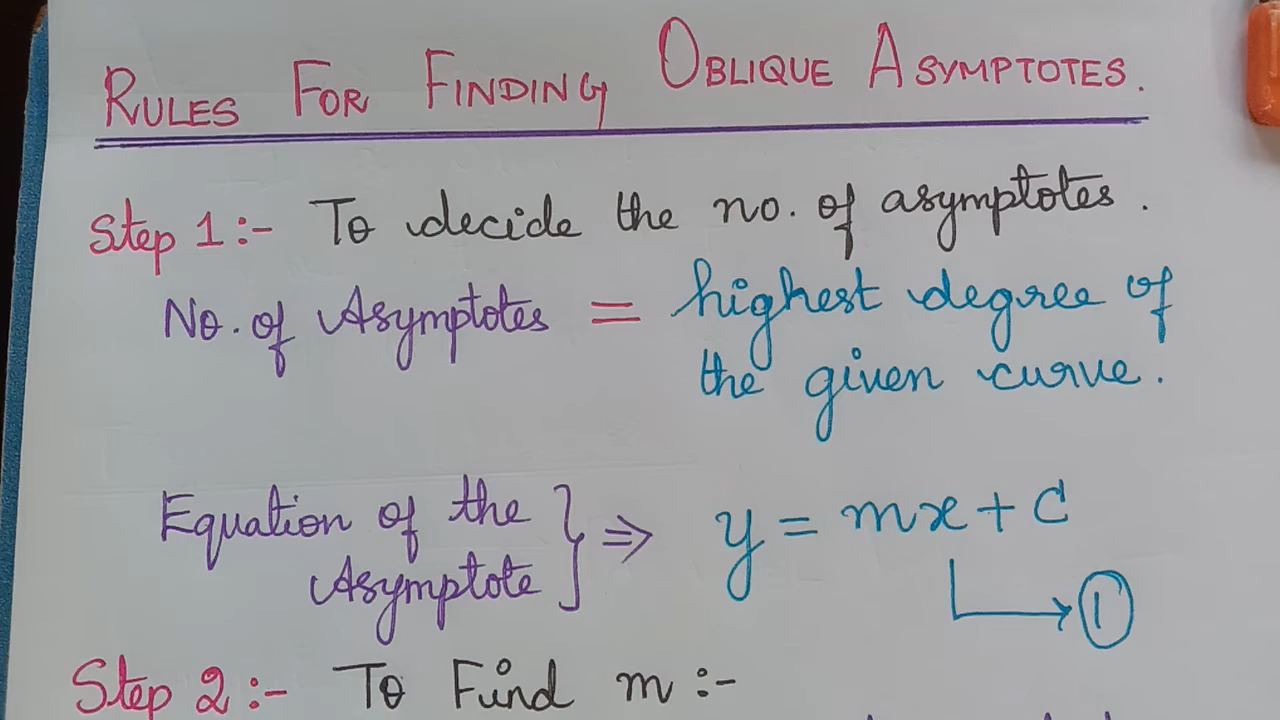 RULES FOR FINDING OBLIQUE ASYMPTOTES.
Step 1:- To decide the no. of asymptotes.
No. of Asymptotes = highest degree of
the given curve.
Equation of the
Asymptote } ⇒ y = mx + c
→ ①
Step 2:- To Find m:-